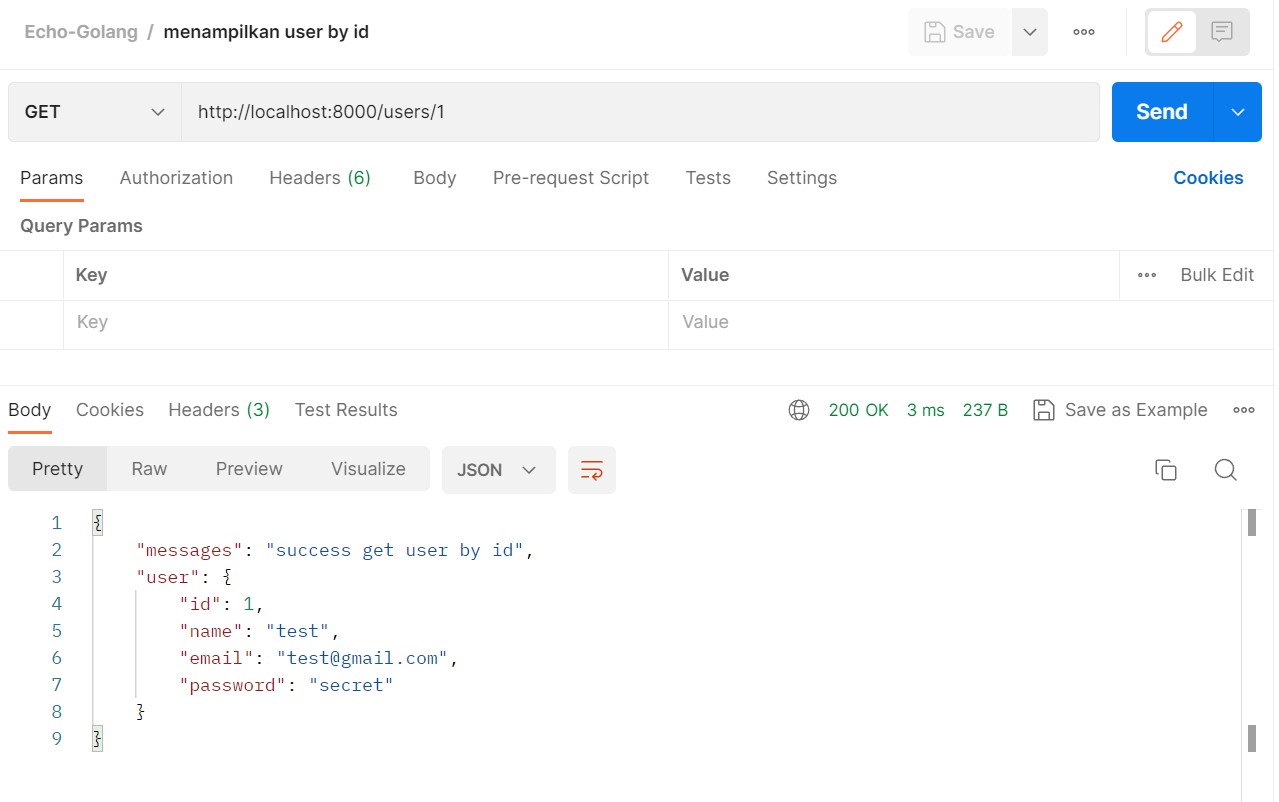 Echo-Golang / menampilkan user by id Save
GET http://localhost:8000/users/1 Send
Params Authorization Headers (6) Body Pre-request Script Tests Settings Cookies
Query Params
Key Value Bulk Edit
Key Value
Body Cookies Headers (3) Test Results 200 OK 3 ms 237 B Save as Example
Pretty Raw Preview Visualize JSON
1 {
2 "messages": "success get user by id",
3 "user": {
4 "id": 1,
5 "name": "test",
6 "email": "test@gmail.com",
7 "password": "secret"
8 }
9 }